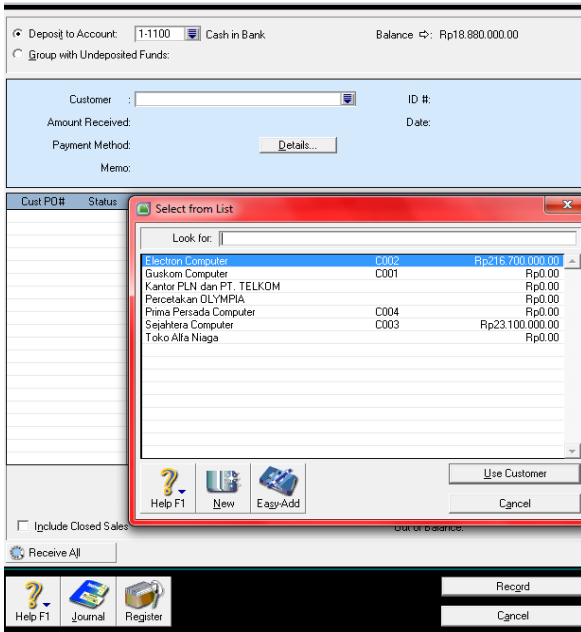 Deposit to Account: 1-1100 Cash in Bank Balance ⇨: Rp18.880.000.00
Group with Undeposited Funds:
Customer : ID #:
Amount Received: Date:
Payment Method: Details...
Memo:
Cust PO# Status
Select from List
Look for:
Electron Computer C002 Rp216.700.000.00
Guskom Computer C001 Rp0.00
Kantor PLN dan PT. TELKOM Rp0.00
Percetakan OLYMPIA Rp0.00
Prima Persada Computer C004 Rp0.00
Sejahtera Computer C003 Rp23.100.000.00
Toko Alfa Niaga Rp0.00
Use Customer
Help F1 New Easy-Add Cancel
Include Closed Sales Out of Balance:
Receive All
Record
Help F1 Journal Register Cancel